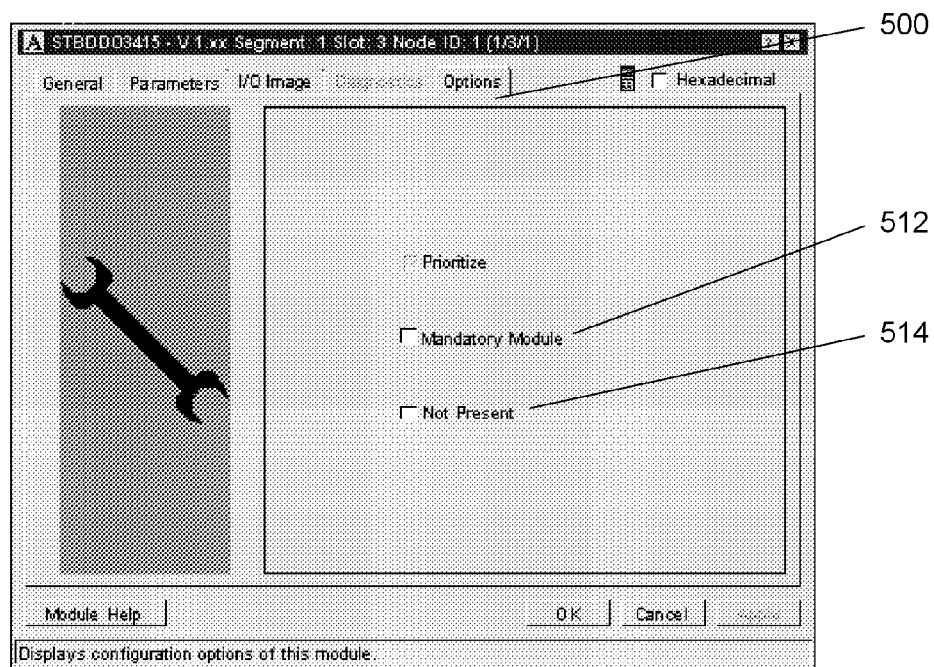 500
STBDDO3415 - V 1.xx Segment: 1 Slot: 3 Node ID: 1 (1/3/1)
General Parameters I/O Image Diagnostics Options Hexadecimal
512
Prioritize
514
Mandatory Module
Not Present
Module Help OK Cancel
Displays configuration options of this module.